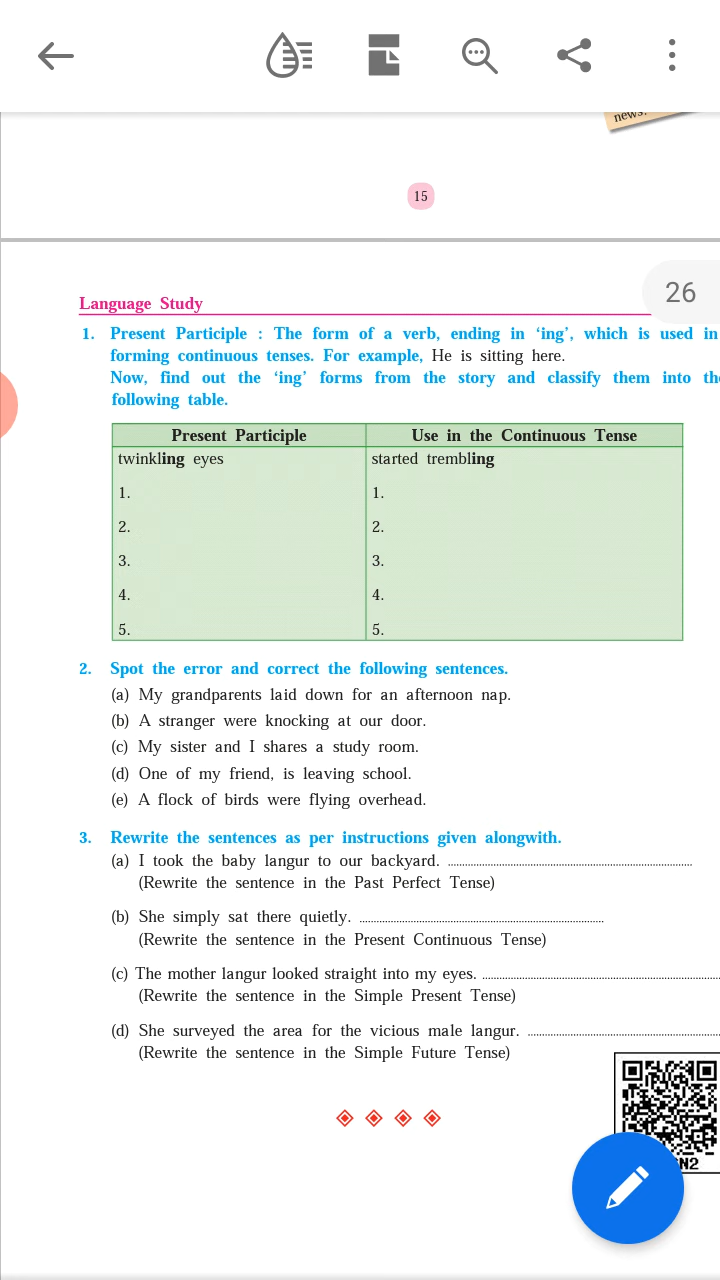 news.
15
26
Language Study
1. Present Participle : The form of a verb, ending in ‘ing’, which is used in
forming continuous tenses. For example, He is sitting here.
Now, find out the ‘ing’ forms from the story and classify them into the
following table.
Present Participle Use in the Continuous Tense
twinkling eyes started trembling
1. 1.
2. 2.
3. 3.
4. 4.
5. 5.
2. Spot the error and correct the following sentences.
(a) My grandparents laid down for an afternoon nap.
(b) A stranger were knocking at our door.
(c) My sister and I shares a study room.
(d) One of my friend, is leaving school.
(e) A flock of birds were flying overhead.
3. Rewrite the sentences as per instructions given alongwith.
(a) I took the baby langur to our backyard. ....................
(Rewrite the sentence in the Past Perfect Tense)
(b) She simply sat there quietly. ....................
(Rewrite the sentence in the Present Continuous Tense)
(c) The mother langur looked straight into my eyes. ....................
(Rewrite the sentence in the Simple Present Tense)
(d) She surveyed the area for the vicious male langur. ....................
(Rewrite the sentence in the Simple Future Tense)
N2